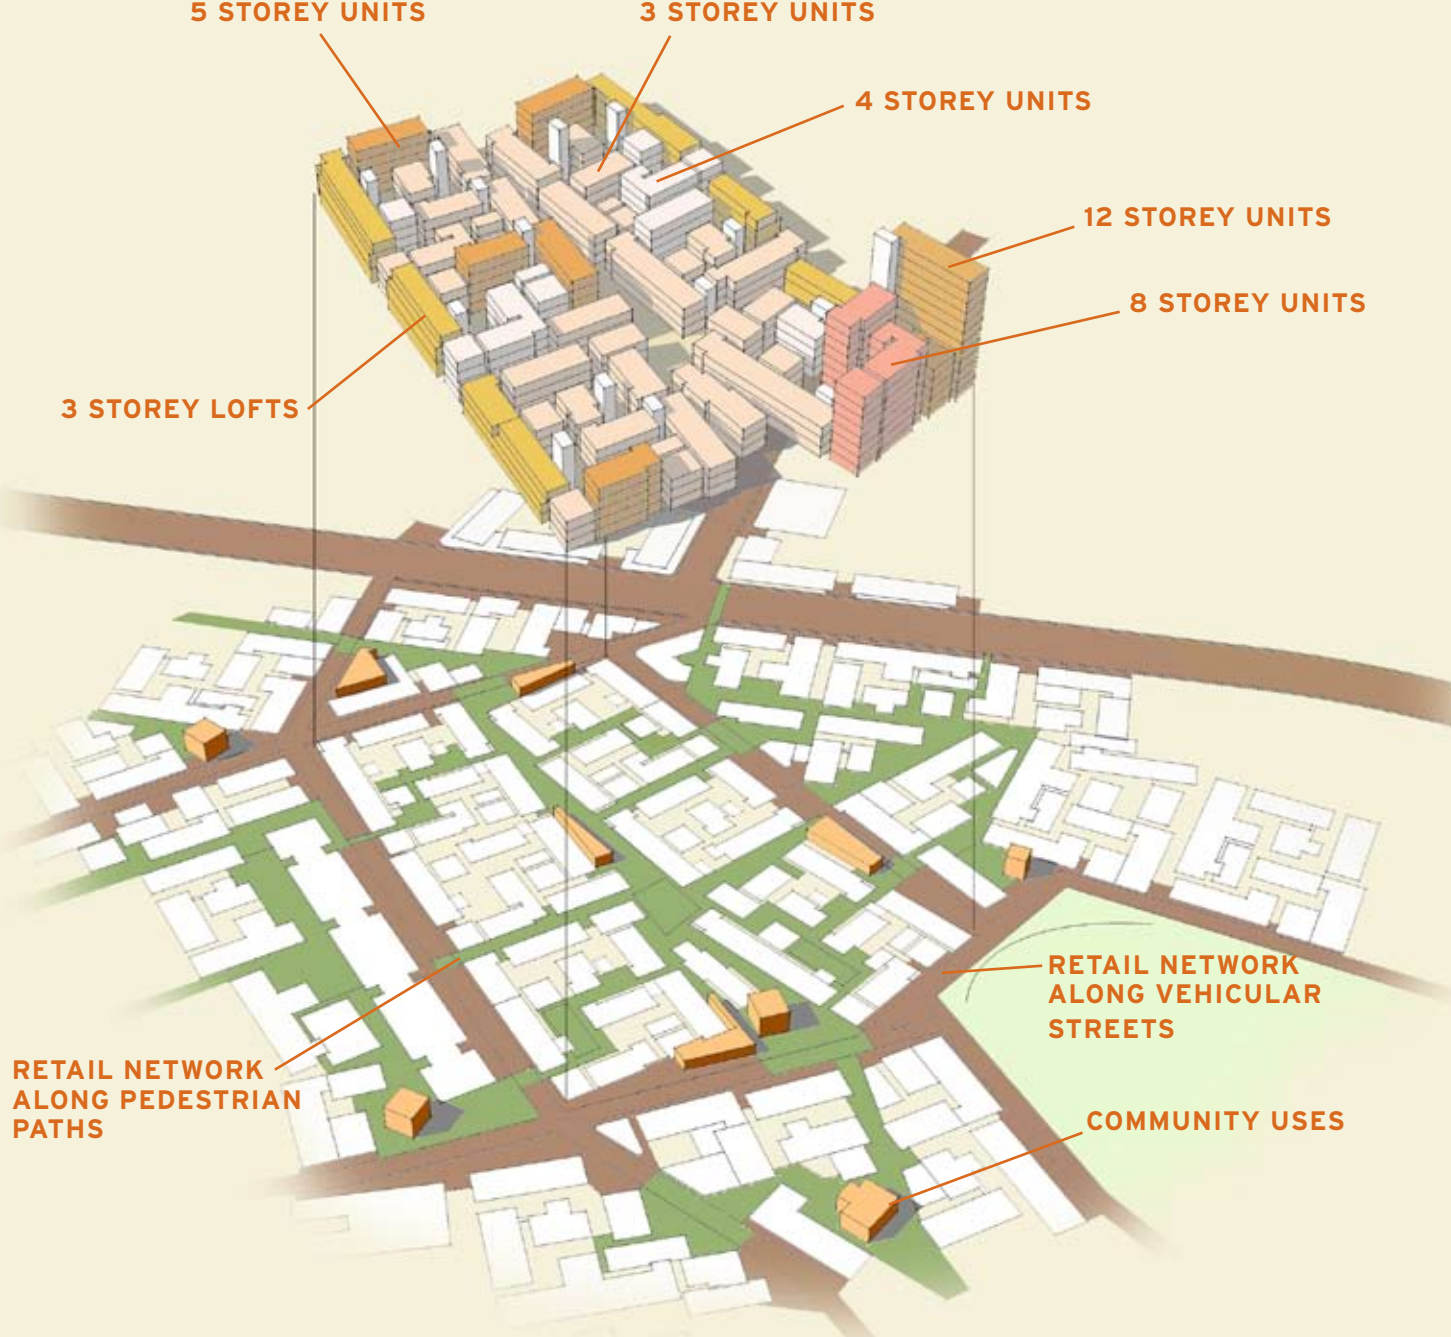 5 STOREY UNITS
3 STOREY UNITS
4 STOREY UNITS
12 STOREY UNITS
8 STOREY UNITS
3 STOREY LOFTS
RETAIL NETWORK
ALONG VEHICULAR
STREETS
RETAIL NETWORK
ALONG PEDESTRIAN
PATHS
COMMUNITY USES